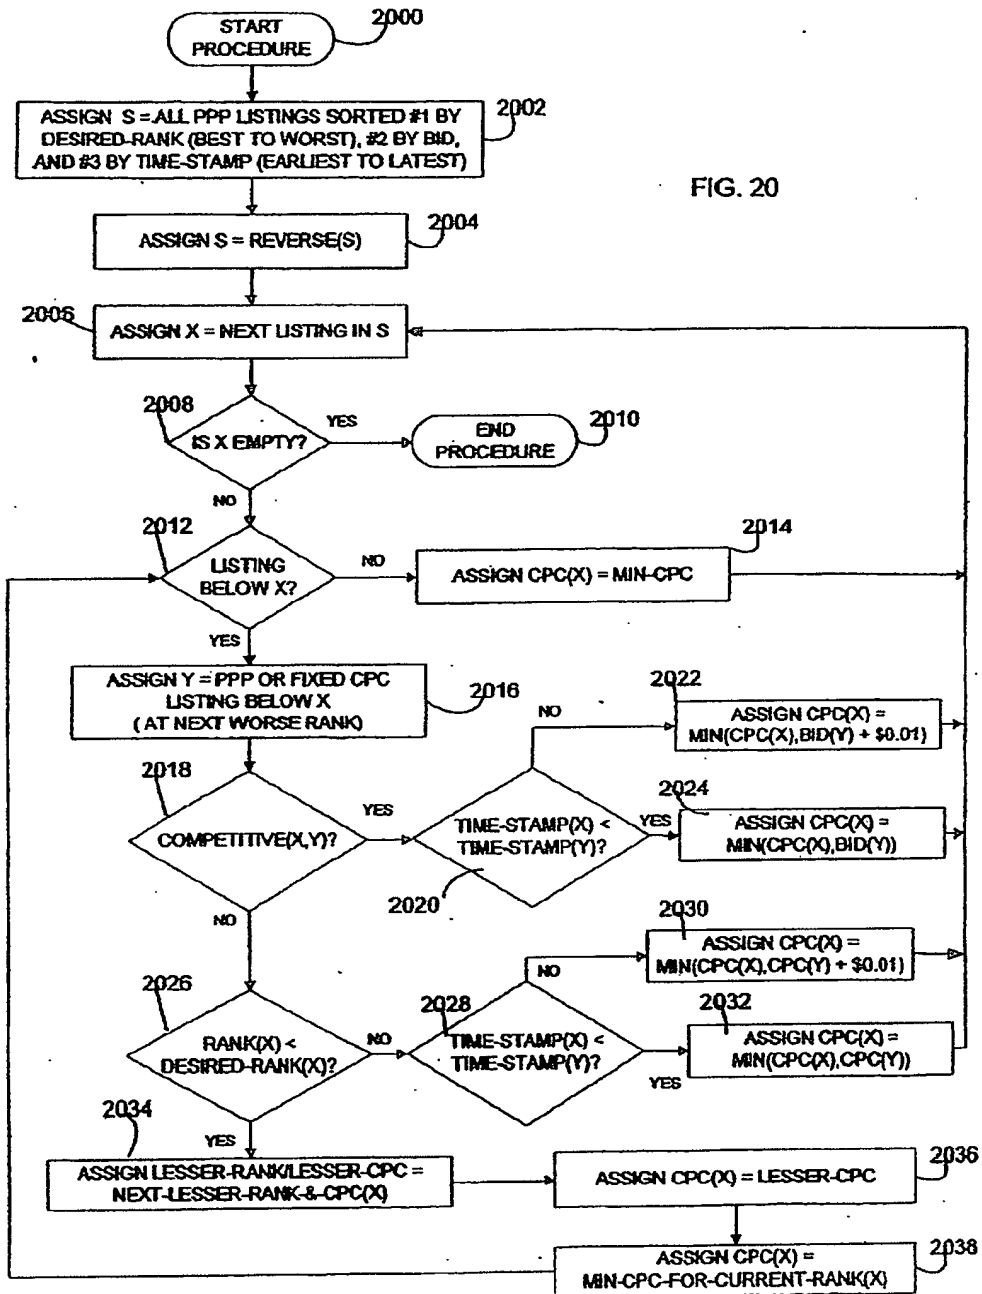 START
PROCEDURE
2000
ASSIGN S = ALL PPP LISTINGS SORTED #1 BY
DESIRED-RANK (BEST TO WORST), #2 BY BID,
AND #3 BY TIME-STAMP (EARLIEST TO LATEST)
2002
FIG. 20
ASSIGN S = REVERSE(S)
2004
2006
ASSIGN X = NEXT LISTING IN S
2008
IS X EMPTY?
YES
END
PROCEDURE
2010
NO
2012
LISTING
BELOW X?
NO
ASSIGN CPC(X) = MIN-CPC
2014
YES
ASSIGN Y = PPP OR FIXED CPC
LISTING BELOW X
( AT NEXT WORSE RANK)
2016
2022
NO
ASSIGN CPC(X) =
MIN(CPC(X),BID(Y) + $0.01)
2018
COMPETITIVE(X,Y)?
YES
TIME-STAMP(X) <
TIME-STAMP(Y)?
2020
YES
2024
ASSIGN CPC(X) =
MIN(CPC(X),BID(Y))
NO
2030
ASSIGN CPC(X) =
MIN(CPC(X),CPC(Y) + $0.01)
NO
2026
RANK(X) <
DESIRED-RANK(X)?
NO
2028
TIME-STAMP(X) <
TIME-STAMP(Y)?
YES
2032
ASSIGN CPC(X) =
MIN(CPC(X),CPC(Y))
YES
2034
ASSIGN LESSER-RANK/LESSER-CPC =
NEXT-LESSER-RANK-&-CPC(X)
ASSIGN CPC(X) = LESSER-CPC
2036
ASSIGN CPC(X) =
MIN-CPC-FOR-CURRENT-RANK(X)
2038